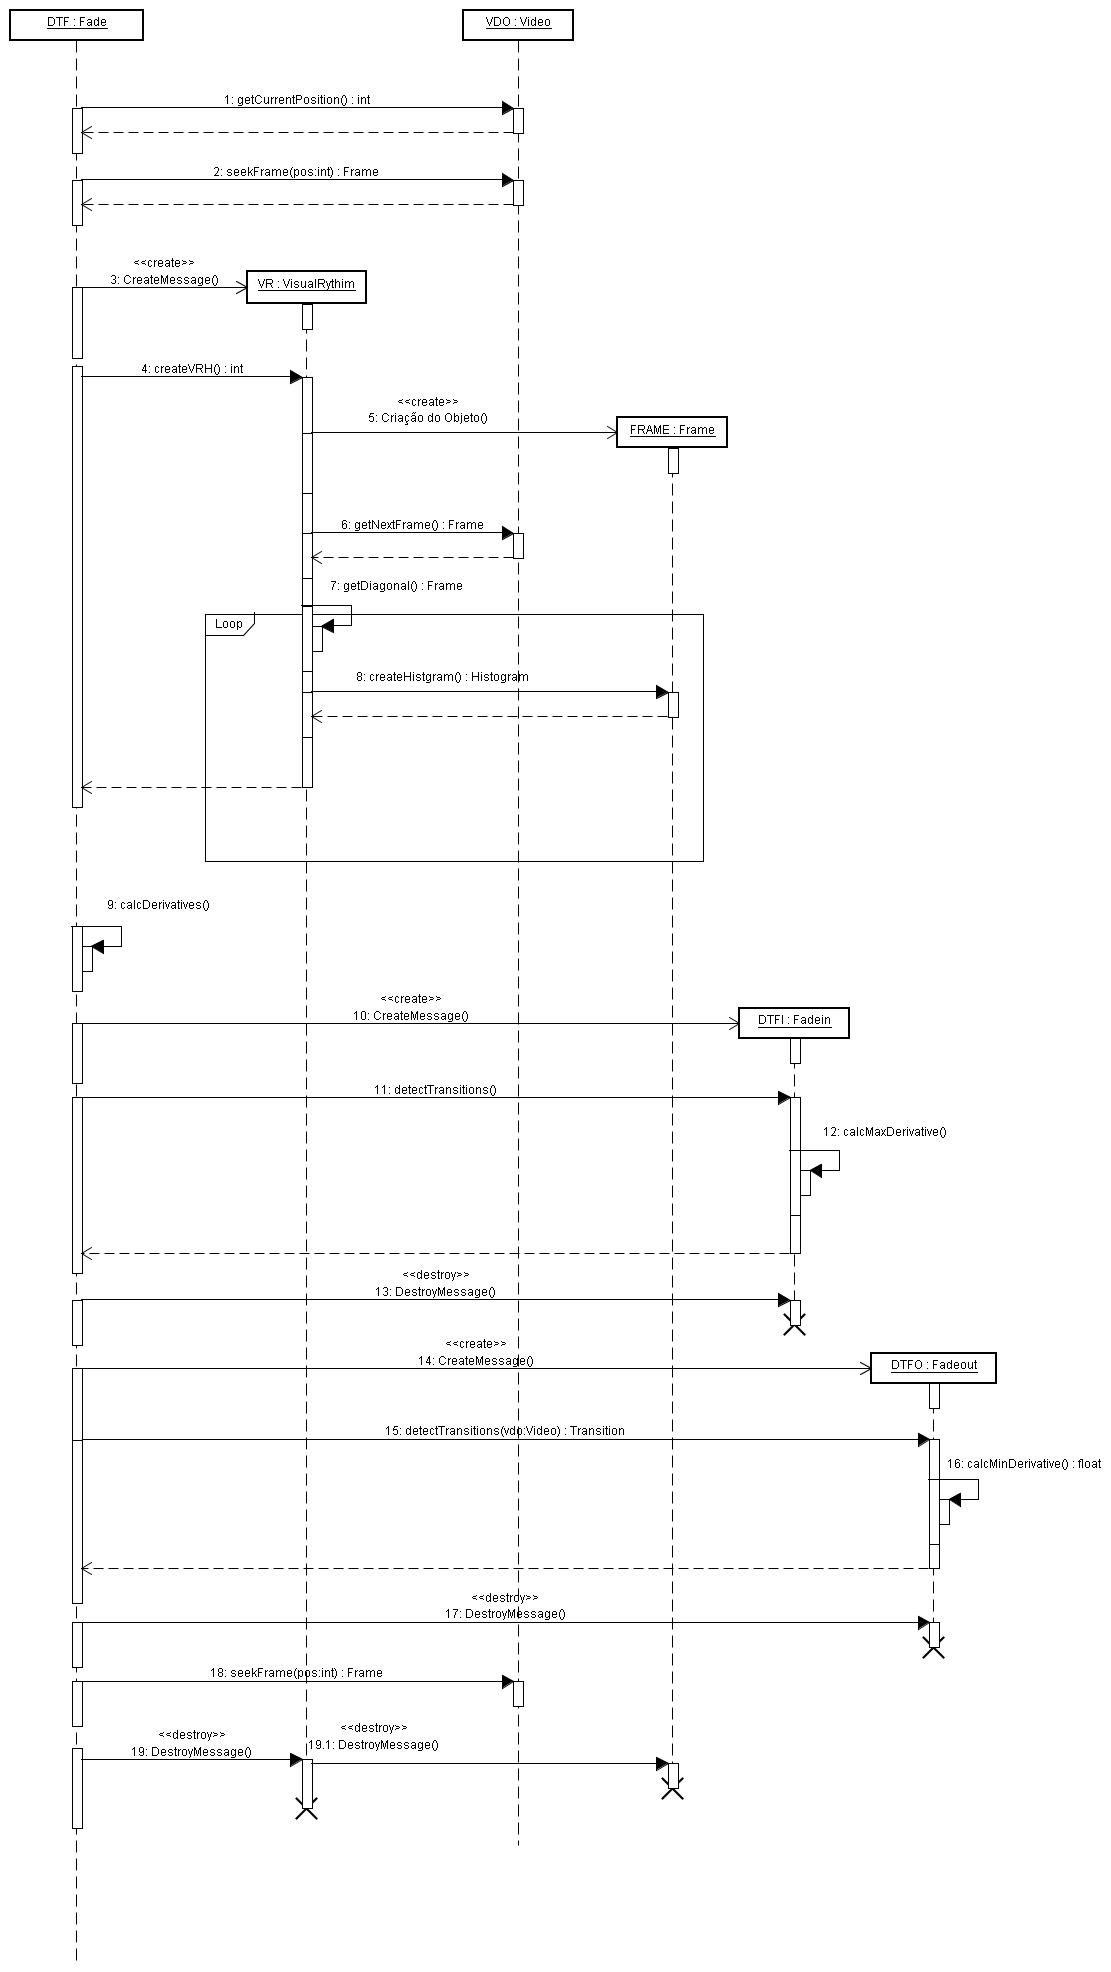 DTF : Fade
VDO : Video
1: getCurrentPosition() : int
2: seekFrame(pos:int) : Frame
<<create>>
3: CreateMessage()
VR : VisualRythim
4: createVRH() : int
<<create>>
5: Criação do Objeto()
FRAME : Frame
6: getNextFrame() : Frame
7: getDiagonal() : Frame
Loop
8: createHistgram() : Histogram
9: calcDerivatives()
<<create>>
10: CreateMessage()
DTFI : Fadein
11: detectTransitions()
12: calcMaxDerivative()
<<destroy>>
13: DestroyMessage()
<<create>>
14: CreateMessage()
DTFO : Fadeout
15: detectTransitions(vdo:Video) : Transition
16: calcMinDerivative() : float
<<destroy>>
17: DestroyMessage()
18: seekFrame(pos:int) : Frame
<<destroy>>
19: DestroyMessage()
<<destroy>>
19.1: DestroyMessage()